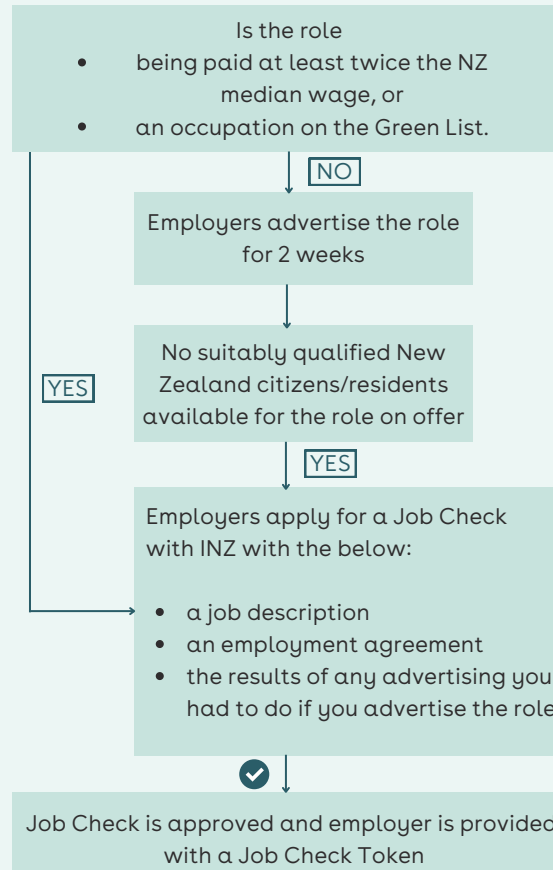 Is the role
• being paid at least twice the NZ
median wage, or
• an occupation on the Green List.
NO
Employers advertise the role
for 2 weeks
No suitably qualified New
Zealand citizens/residents
available for the role on offer
YES
YES
Employers apply for a Job Check
with INZ with the below:
• a job description
• an employment agreement
• the results of any advertising you
had to do if you advertise the role
Job Check is approved and employer is provided
with a Job Check Token